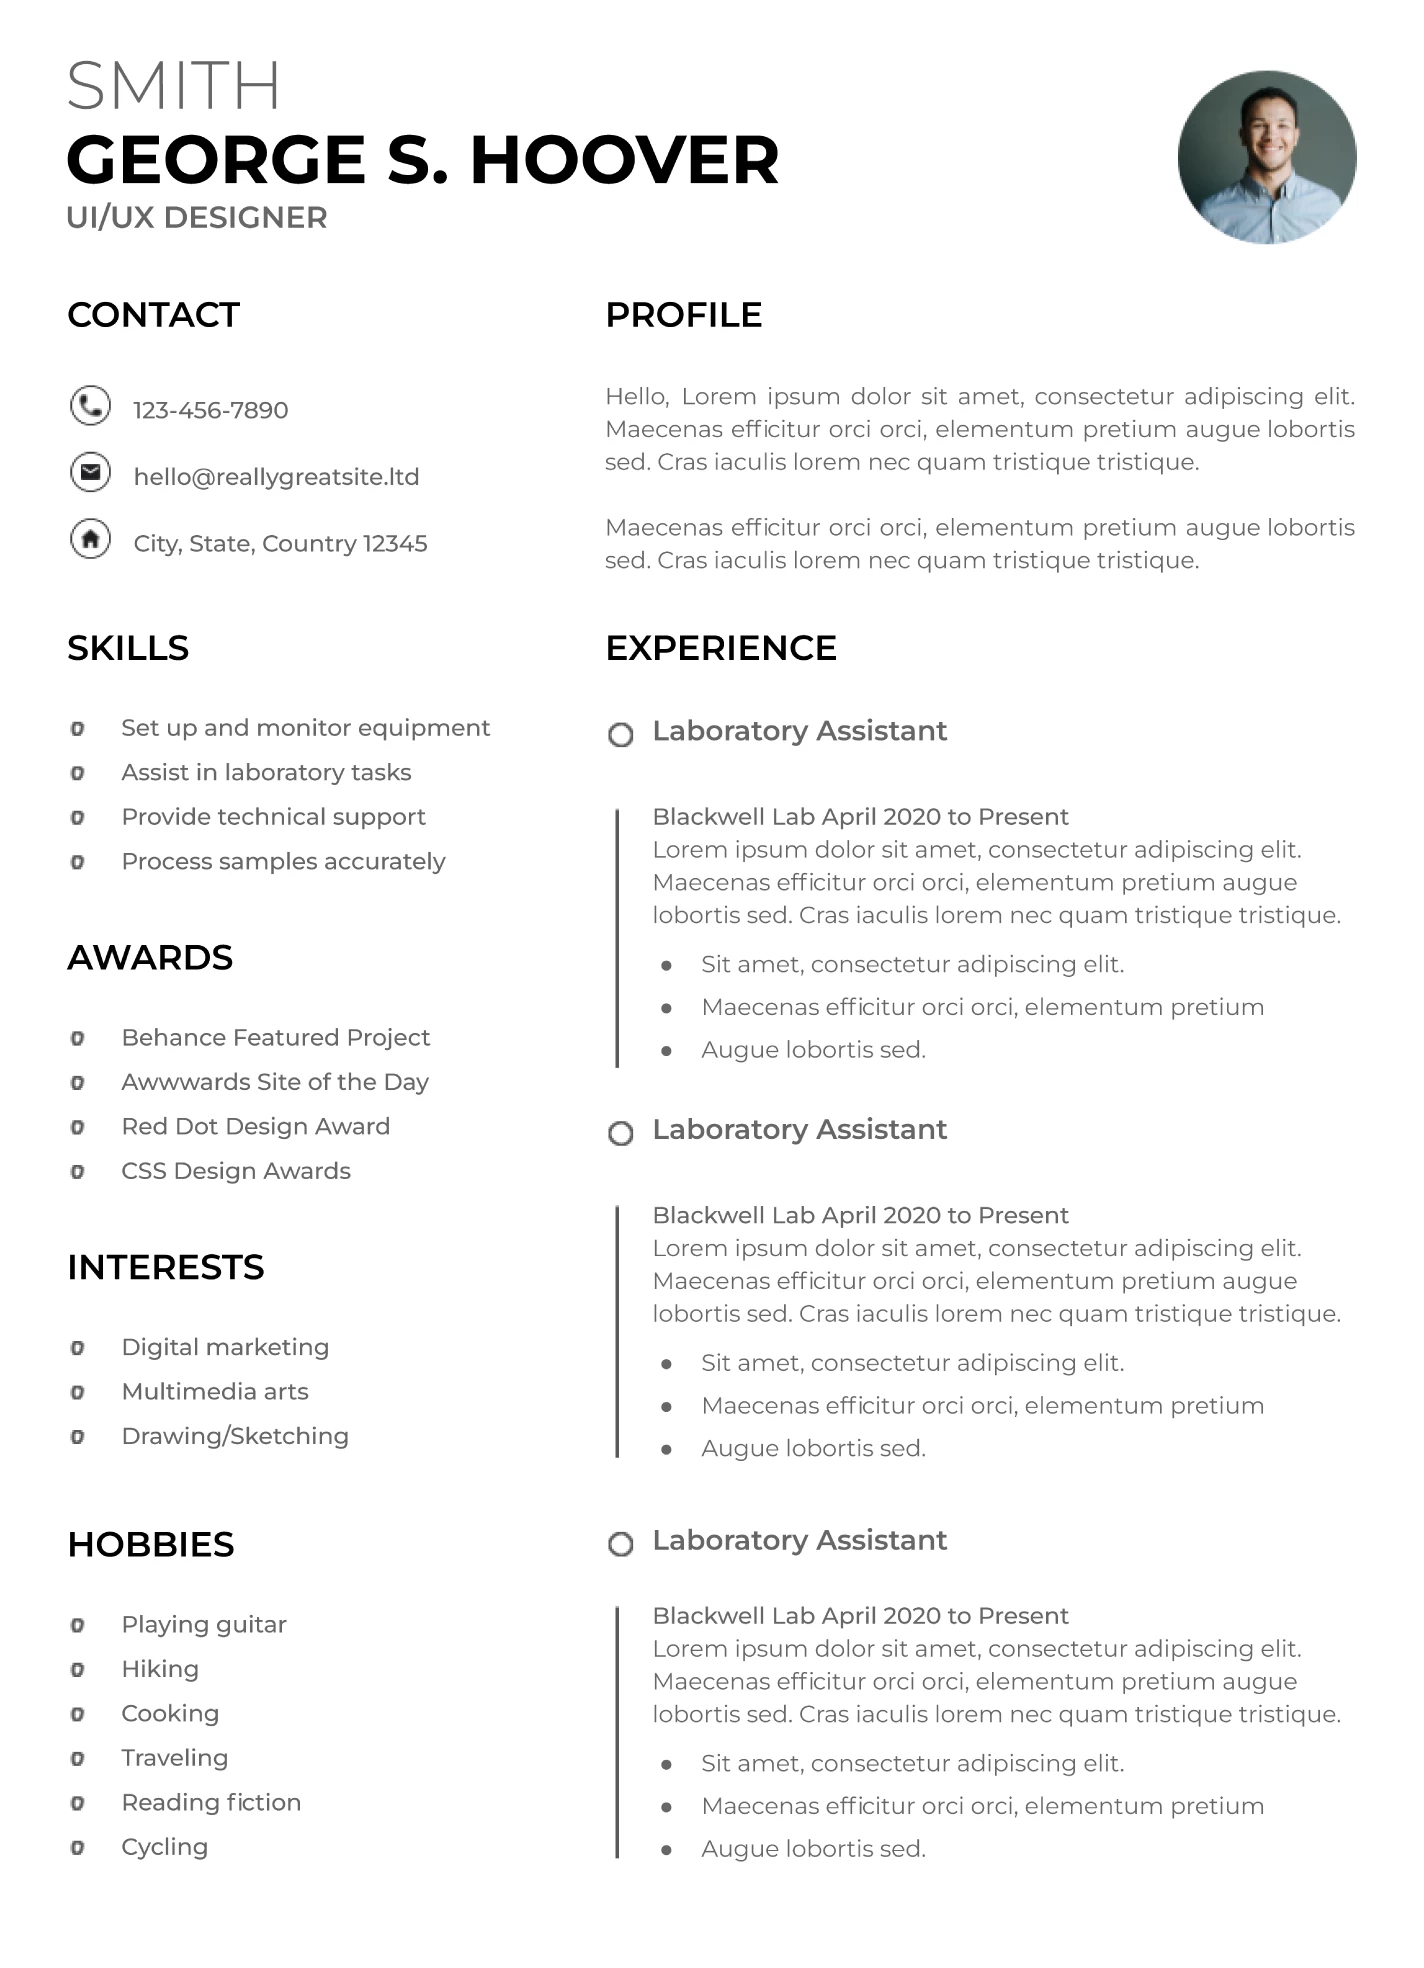 SMITH
GEORGE S. HOOVER
UI/UX DESIGNER
CONTACT
123-456-7890
hello@reallygreatsite.ltd
City, State, Country 12345
SKILLS
Set up and monitor equipment
Assist in laboratory tasks
Provide technical support
Process samples accurately
AWARDS
Behance Featured Project
Awwwards Site of the Day
Red Dot Design Award
CSS Design Awards
INTERESTS
Digital marketing
Multimedia arts
Drawing/Sketching
HOBBIES
Playing guitar
Hiking
Cooking
Traveling
Reading fiction
Cycling
PROFILE
Hello, Lorem ipsum dolor sit amet, consectetur adipiscing elit.
Maecenas efficitur orci orci, elementum pretium augue lobortis
sed. Cras iaculis lorem nec quam tristique tristique.
Maecenas efficitur orci orci, elementum pretium augue lobortis
sed. Cras iaculis lorem nec quam tristique tristique.
EXPERIENCE
Laboratory Assistant
Blackwell Lab April 2020 to Present
Lorem ipsum dolor sit amet, consectetur adipiscing elit.
Maecenas efficitur orci orci, elementum pretium augue
lobortis sed. Cras iaculis lorem nec quam tristique tristique.
● Sit amet, consectetur adipiscing elit.
● Maecenas efficitur orci orci, elementum pretium
● Augue lobortis sed.
Laboratory Assistant
Blackwell Lab April 2020 to Present
Lorem ipsum dolor sit amet, consectetur adipiscing elit.
Maecenas efficitur orci orci, elementum pretium augue
lobortis sed. Cras iaculis lorem nec quam tristique tristique.
● Sit amet, consectetur adipiscing elit.
● Maecenas efficitur orci orci, elementum pretium
● Augue lobortis sed.
Laboratory Assistant
Blackwell Lab April 2020 to Present
Lorem ipsum dolor sit amet, consectetur adipiscing elit.
Maecenas efficitur orci orci, elementum pretium augue
lobortis sed. Cras iaculis lorem nec quam tristique tristique.
● Sit amet, consectetur adipiscing elit.
● Maecenas efficitur orci orci, elementum pretium
● Augue lobortis sed.